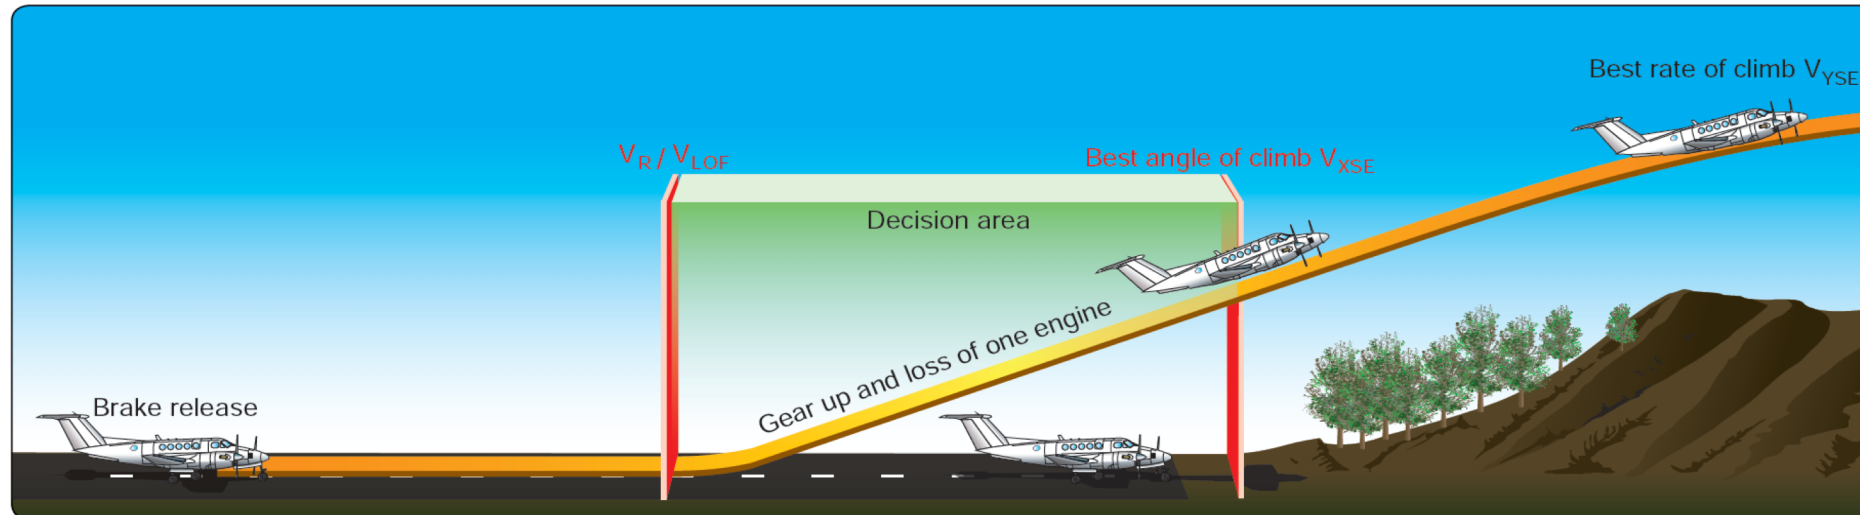 Best rate of climb VYSE
VR / VLOF
Best angle of climb VXSE
Decision area
Gear up and loss of one engine
Brake release